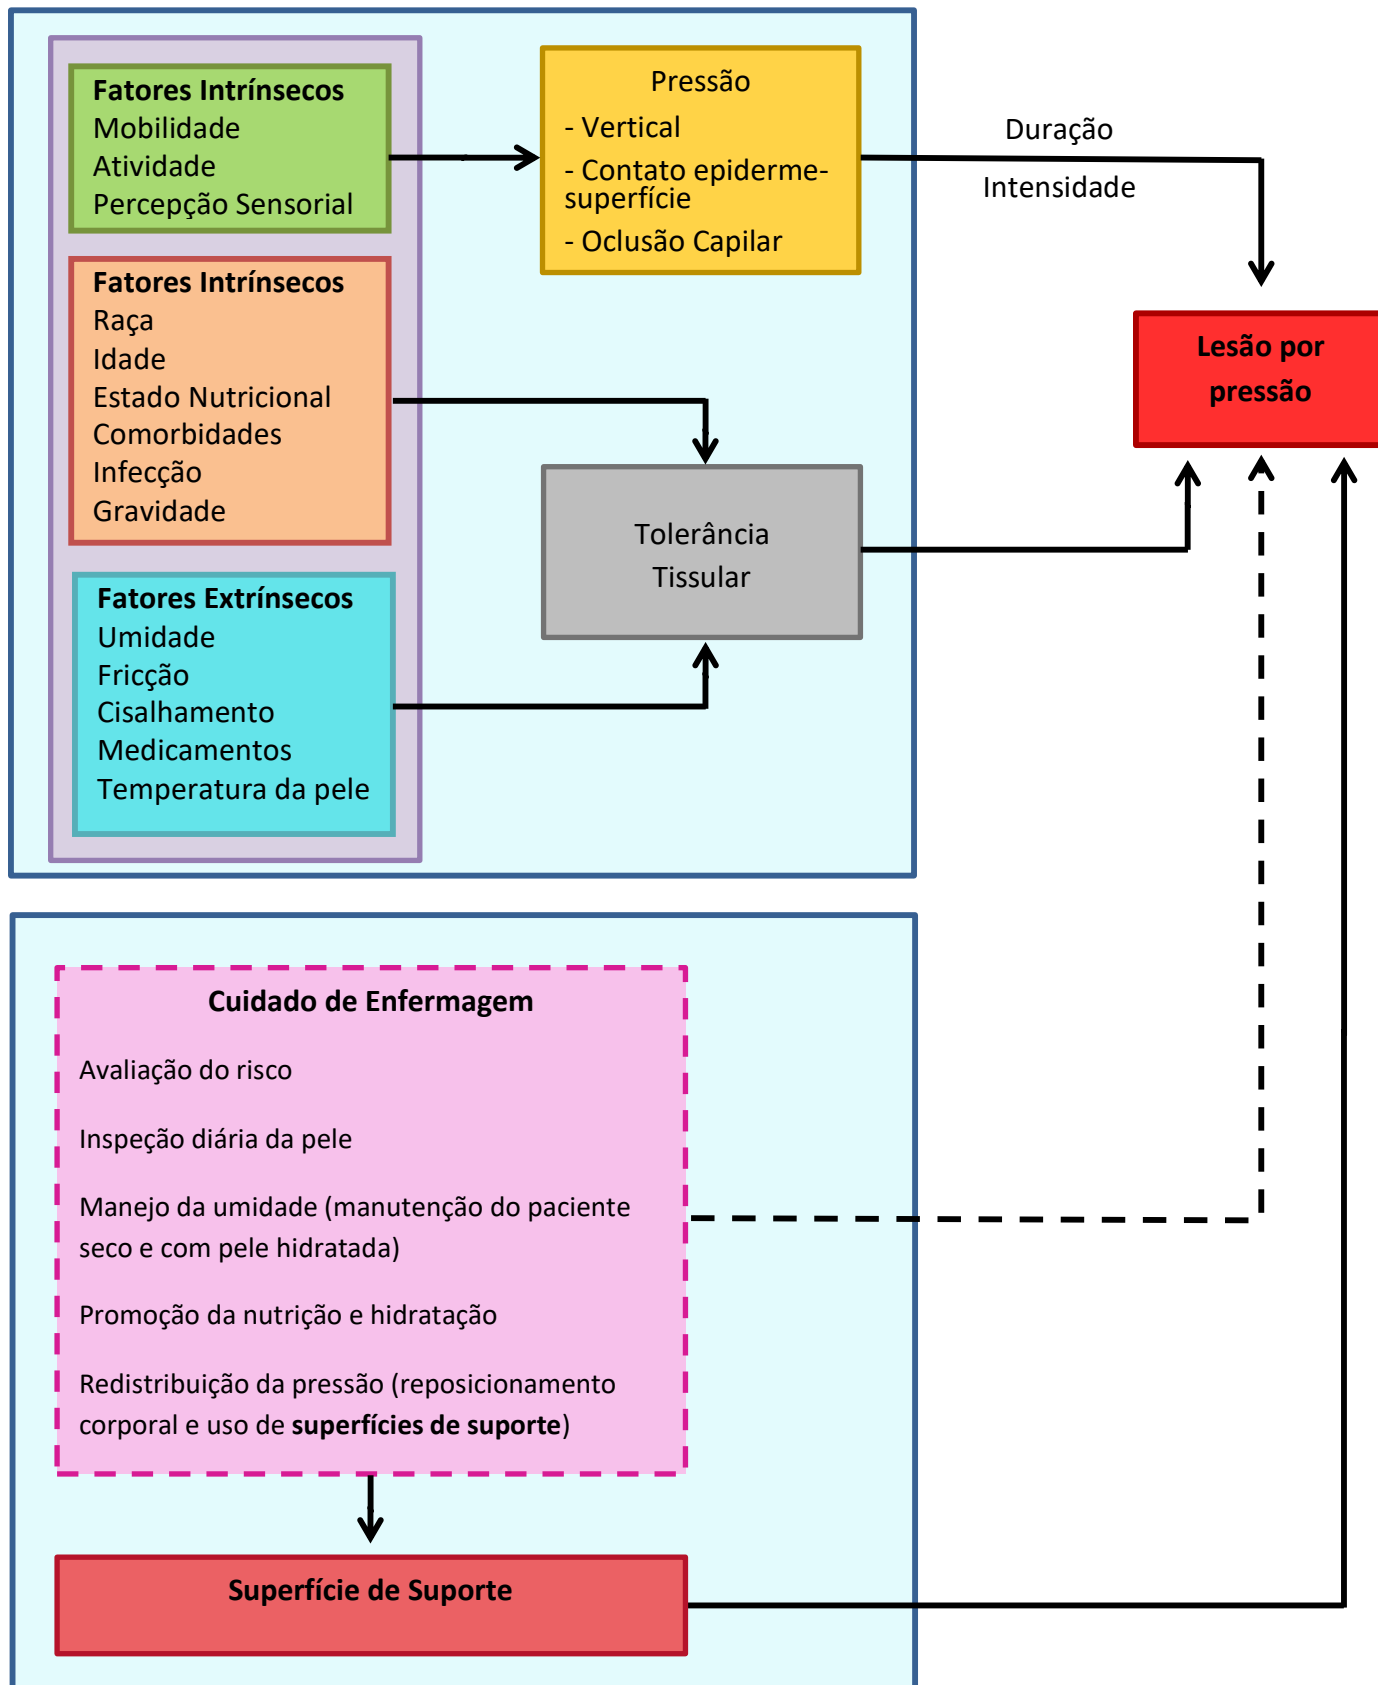 Fatores Intrínsecos
Mobilidade
Atividade
Percepção Sensorial
Pressão
- Vertical
- Contato epiderme-
superfície
- Oclusão Capilar
Duração
Intensidade
Fatores Intrínsecos
Raça
Idade
Estado Nutricional
Comorbidades
Infecção
Gravidade
Lesão por
pressão
Tolerância
Tissular
Fatores Extrínsecos
Umidade
Fricção
Cisalhamento
Medicamentos
Temperatura da pele
Cuidado de Enfermagem
Avaliação do risco
Inspeção diária da pele
Manejo da umidade (manutenção do paciente
seco e com pele hidratada)
Promoção da nutrição e hidratação
Redistribuição da pressão (reposicionamento
corporal e uso de superfícies de suporte)
Superfície de Suporte